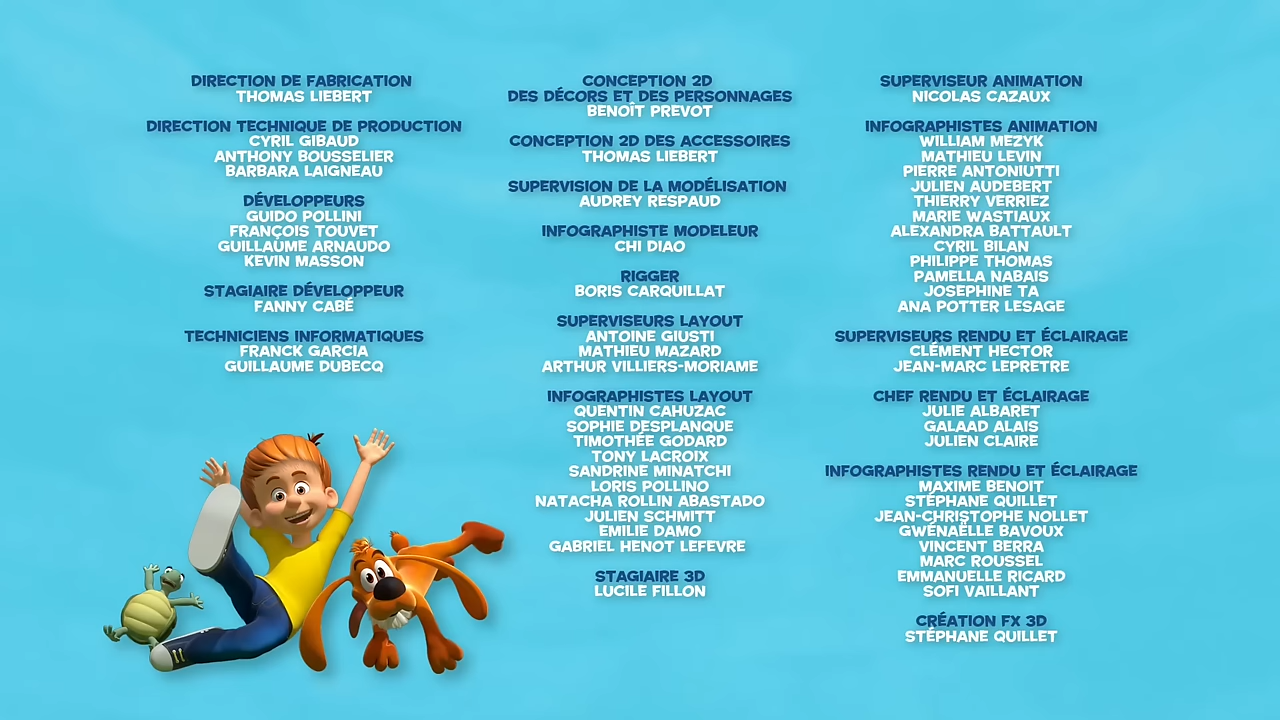 DIRECTION DE FABRICATION
THOMAS LIEBERT
DIRECTION TECHNIQUE DE PRODUCTION
CYRIL GIBAUD
ANTHONY BOUSSELIER
BARBARA LAIGNEAU
DÉVELOPPEURS
GUIDO POLLINI
FRANÇOIS TOUVET
GUILLAUME ARNAUDO
KEVIN MASSON
STAGIAIRE DÉVELOPPEUR
FANNY CABÉ
TECHNICIENS INFORMATIQUES
FRANCK GARCIA
GUILLAUME DUBECQ
CONCEPTION 2D
DES DÉCORS ET DES PERSONNAGES
BENOÎT PREVOT
CONCEPTION 2D DES ACCESSOIRES
THOMAS LIEBERT
SUPERVISION DE LA MODÉLISATION
AUDREY RESPAUD
INFOGRAPHISTE MODELEUR
CHI DIAO
RIGGER
BORIS CARQUILLAT
SUPERVISEURS LAYOUT
ANTOINE GIUSTI
MATHIEU MAZARD
ARTHUR VILLIERS-MORIAME
INFOGRAPHISTES LAYOUT
QUENTIN CAHUZAC
SOPHIE DESPLANQUE
TIMOTHÉE GODARD
TONY LACROIX
SANDRINE MINATCHI
LORIS POLLINO
NATACHA ROLLIN ABASTADO
JULIEN SCHMITT
EMILIE DAMO
GABRIEL HENOT LEFEVRE
STAGIAIRE 3D
LUCILE FILLON
SUPERVISEUR ANIMATION
NICOLAS CAZAUX
INFOGRAPHISTES ANIMATION
WILLIAM MEZYK
MATHIEU LEVIN
PIERRE ANTONIUTTI
JULIEN AUDEBERT
THIERRY VERRIEZ
MARIE WASTIAUX
ALEXANDRA BATTAULT
CYRIL BILAN
PHILIPPE THOMAS
PAMELLA NABAIS
JOSEPHINE TA
ANA POTTER LESAGE
SUPERVISEURS RENDU ET ÉCLAIRAGE
CLÉMENT HECTOR
JEAN-MARC LEPRETRE
CHEF RENDU ET ÉCLAIRAGE
JULIE ALBARET
GALAAD ALAIS
JULIEN CLAIRE
INFOGRAPHISTES RENDU ET ÉCLAIRAGE
MAXIME BENOIT
STÉPHANE QUILLET
JEAN-CHRISTOPHE NOLLET
GWÉNAËLLE BAVOUX
VINCENT BERRA
MARC ROUSSEL
EMMANUELLE RICARD
SOFI VAILLANT
CRÉATION FX 3D
STÉPHANE QUILLET